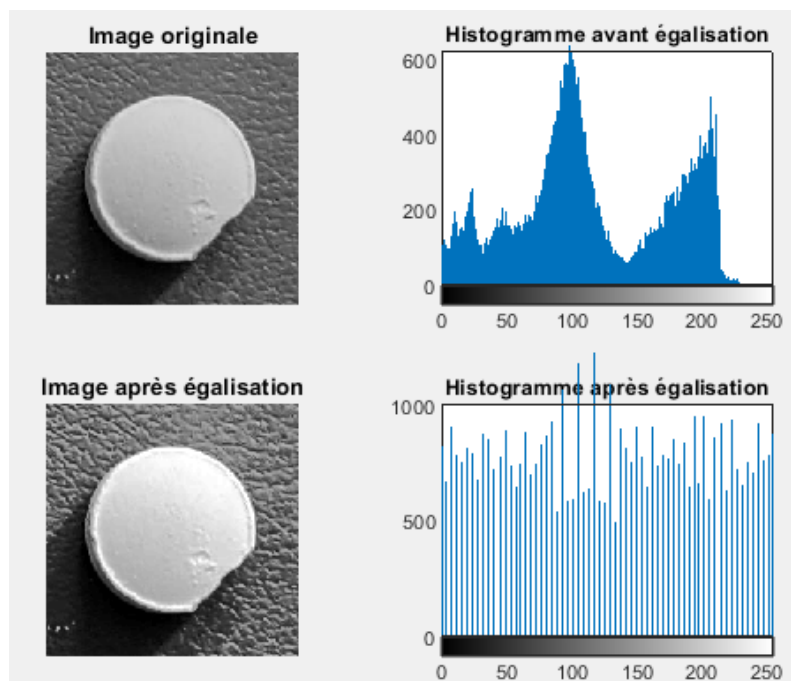 Image originale
Histogramme avant égalisation
600
400
200
0
0 50 100 150 200 250
Image après égalisation
Histogramme après égalisation
1000
500
0
0 50 100 150 200 250